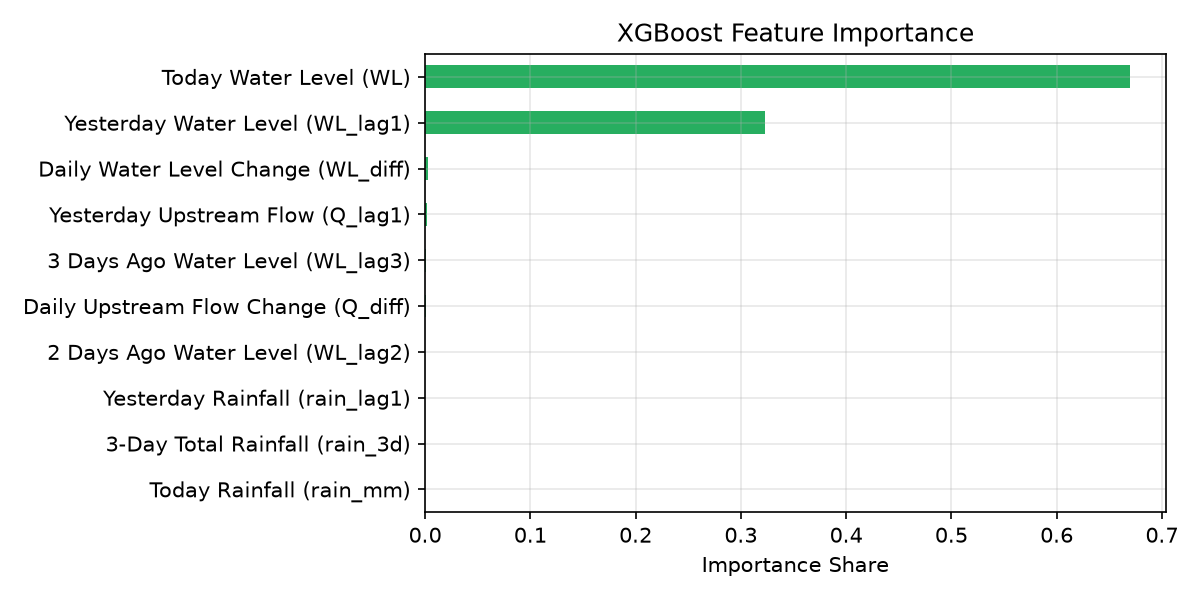 XGBoost Feature Importance
Today Water Level (WL)
Yesterday Water Level (WL_lag1)
Daily Water Level Change (WL_diff)
Yesterday Upstream Flow (Q_lag1)
3 Days Ago Water Level (WL_lag3)
Daily Upstream Flow Change (Q_diff)
2 Days Ago Water Level (WL_lag2)
Yesterday Rainfall (rain_lag1)
3-Day Total Rainfall (rain_3d)
Today Rainfall (rain_mm)
0.0 0.1 0.2 0.3 0.4 0.5 0.6 0.7
Importance Share